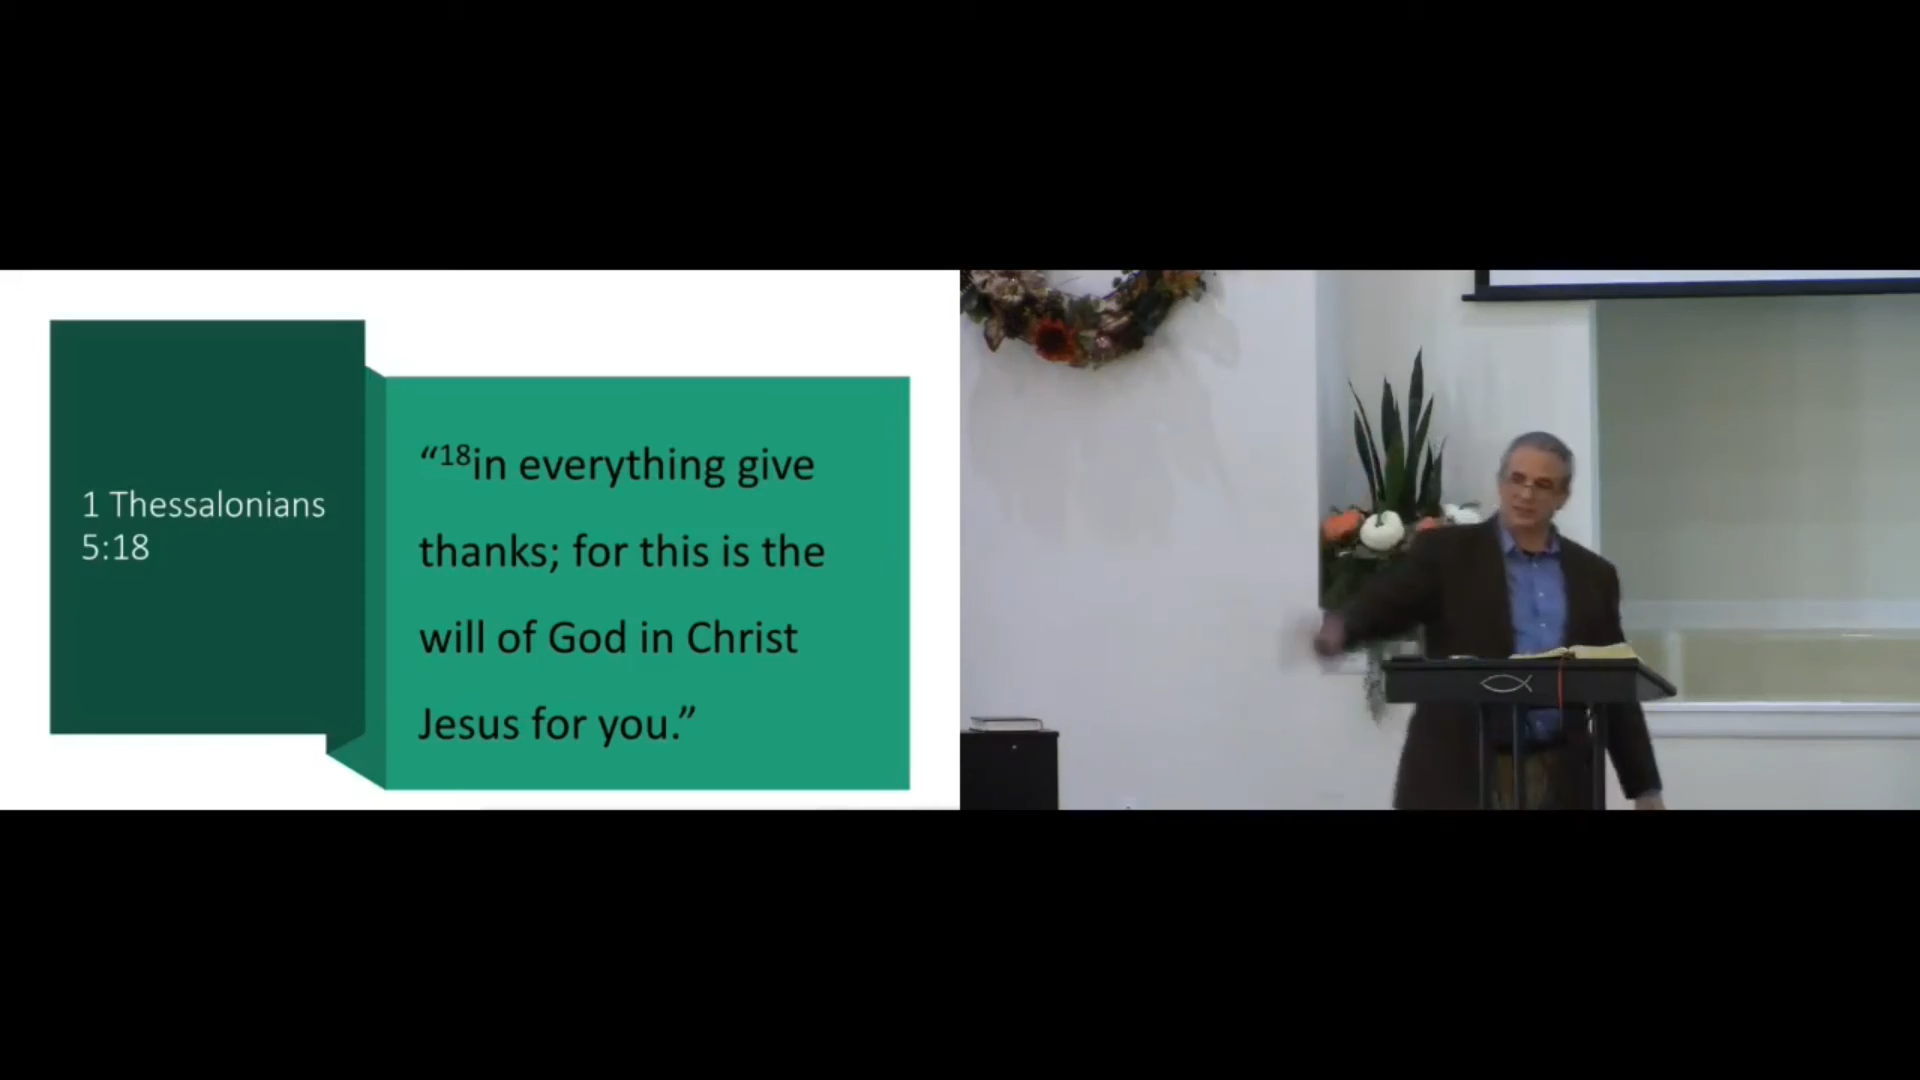 1 Thessalonians
5:18
“18in everything give
thanks; for this is the
will of God in Christ
Jesus for you.”